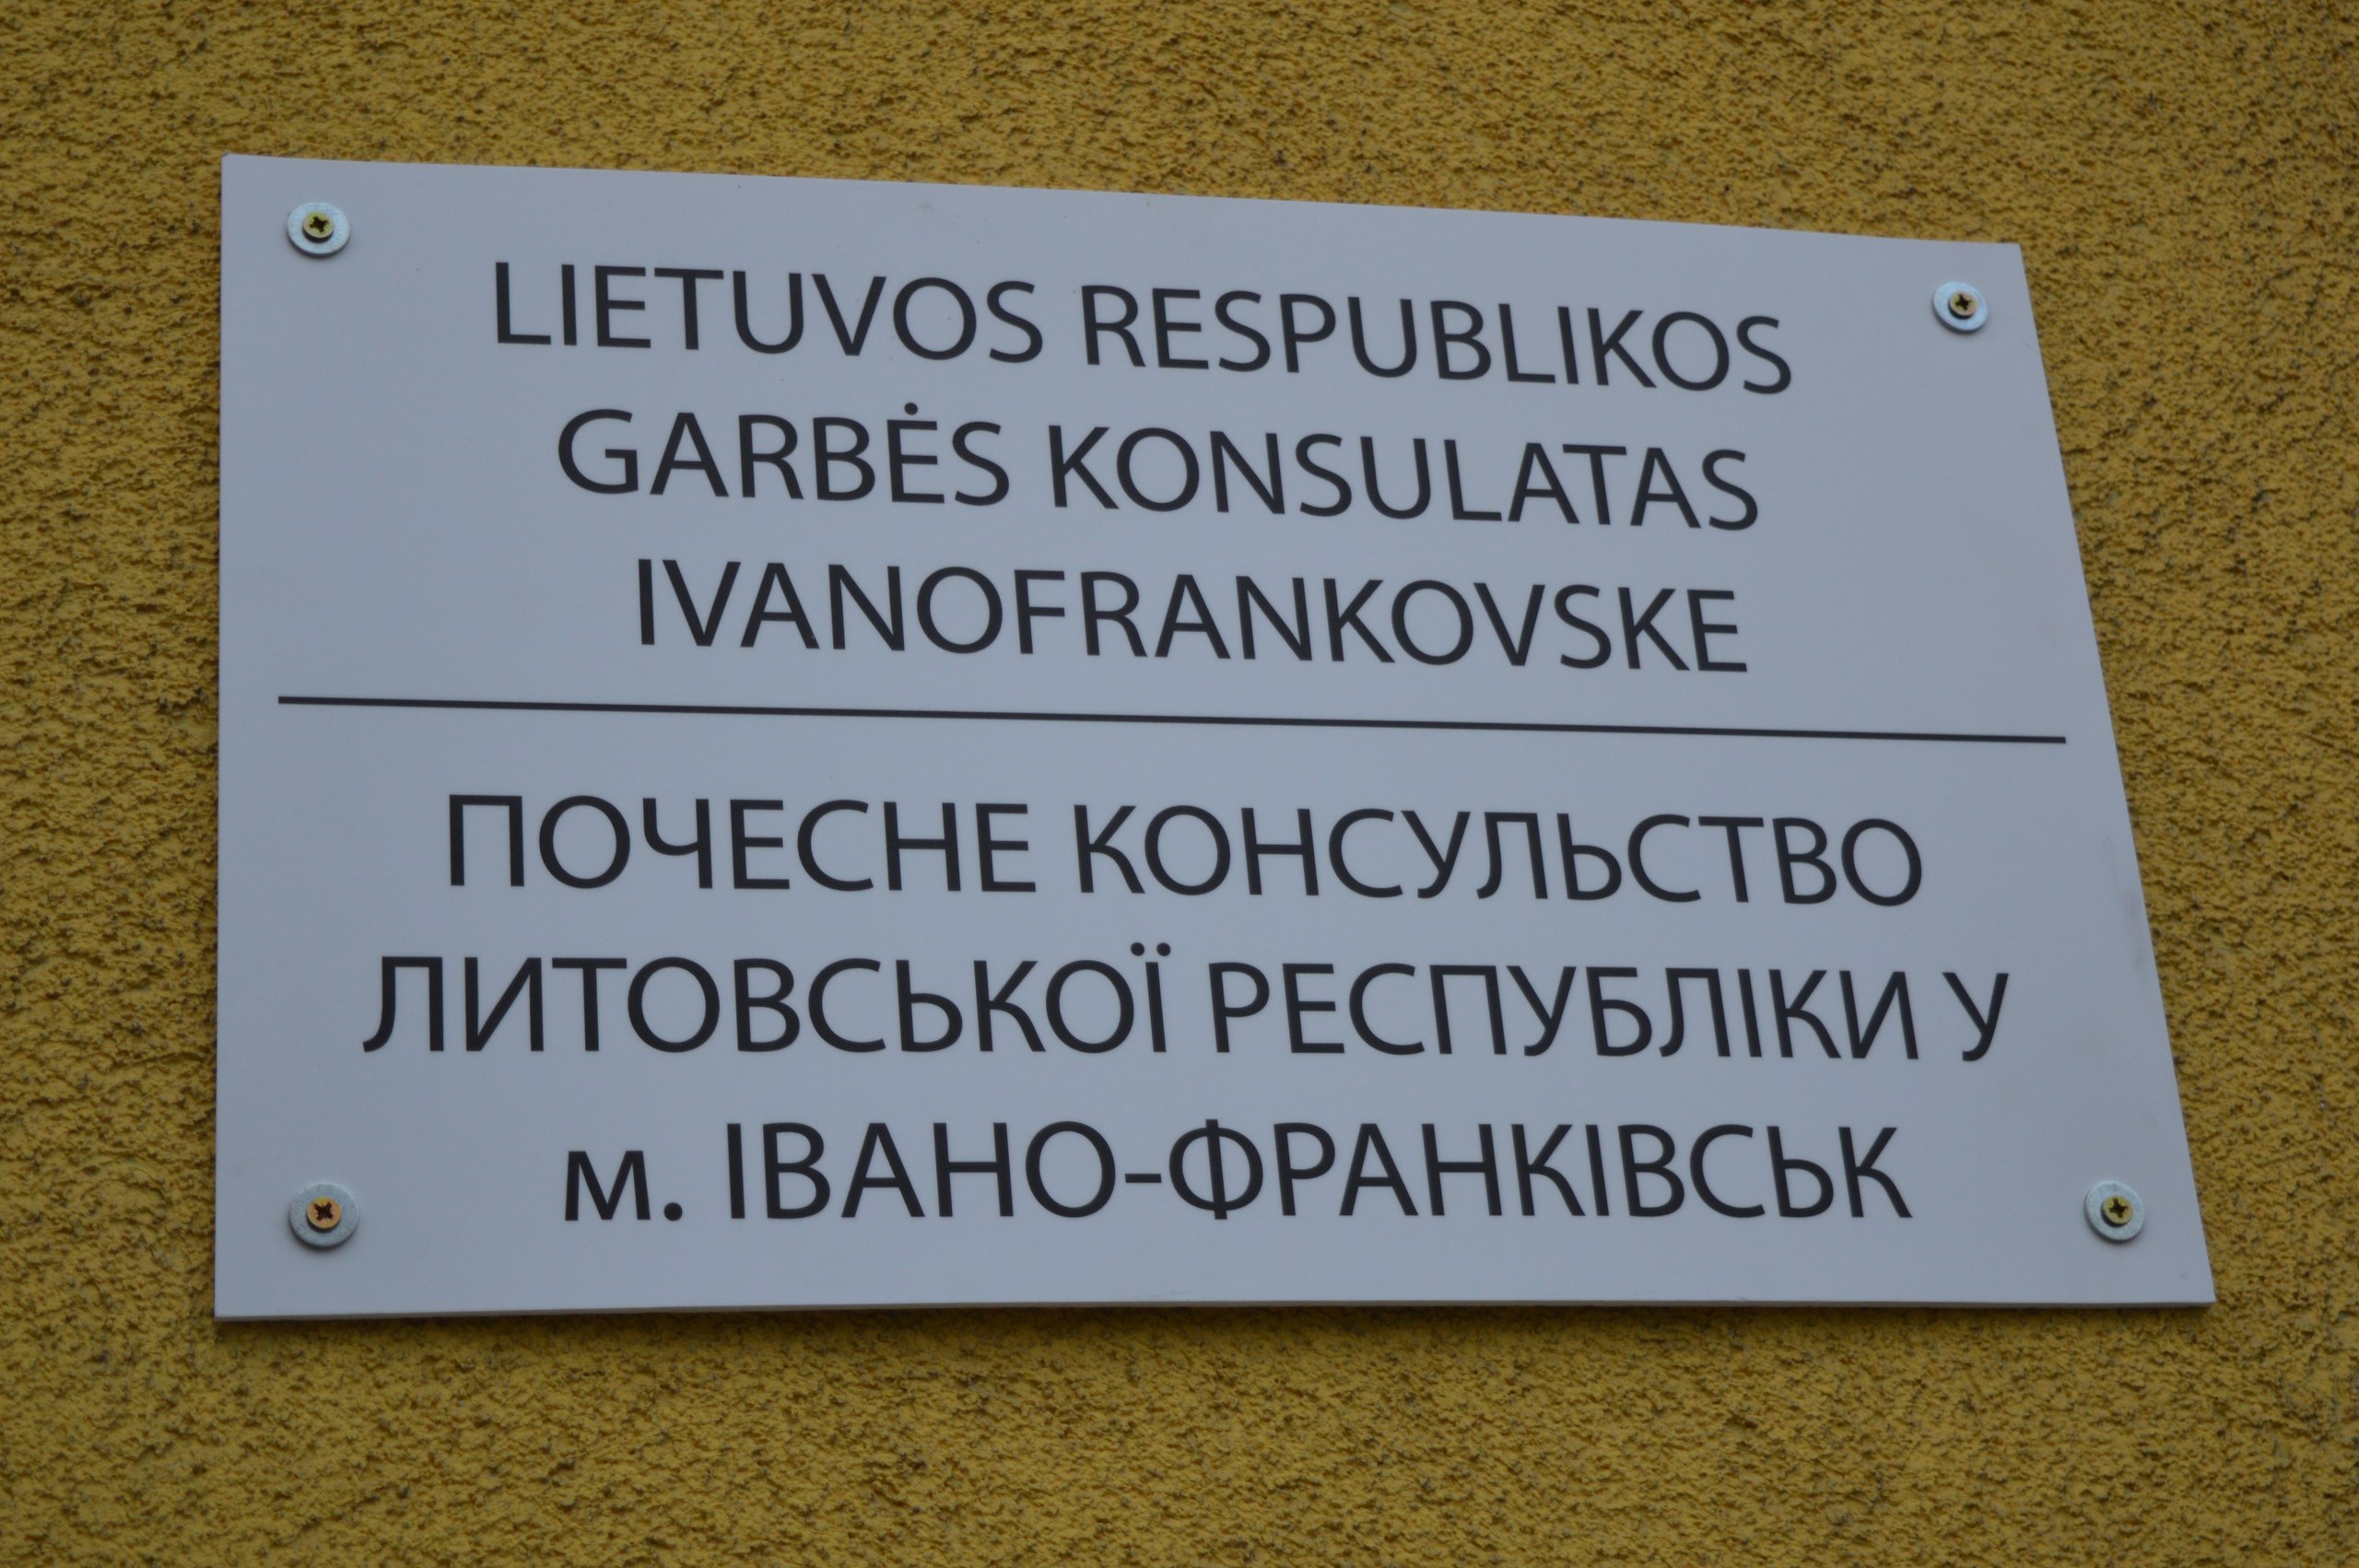 LIETUVOS RESPUBLIKOS
GARBĖS KONSULATAS
IVANOFRANKOVSKE
ПОЧЕСНЕ КОНСУЛЬСТВО
ЛИТОВСЬКОЇ РЕСПУБЛІКИ У
м. ІВАНО-ФРАНКІВСЬК